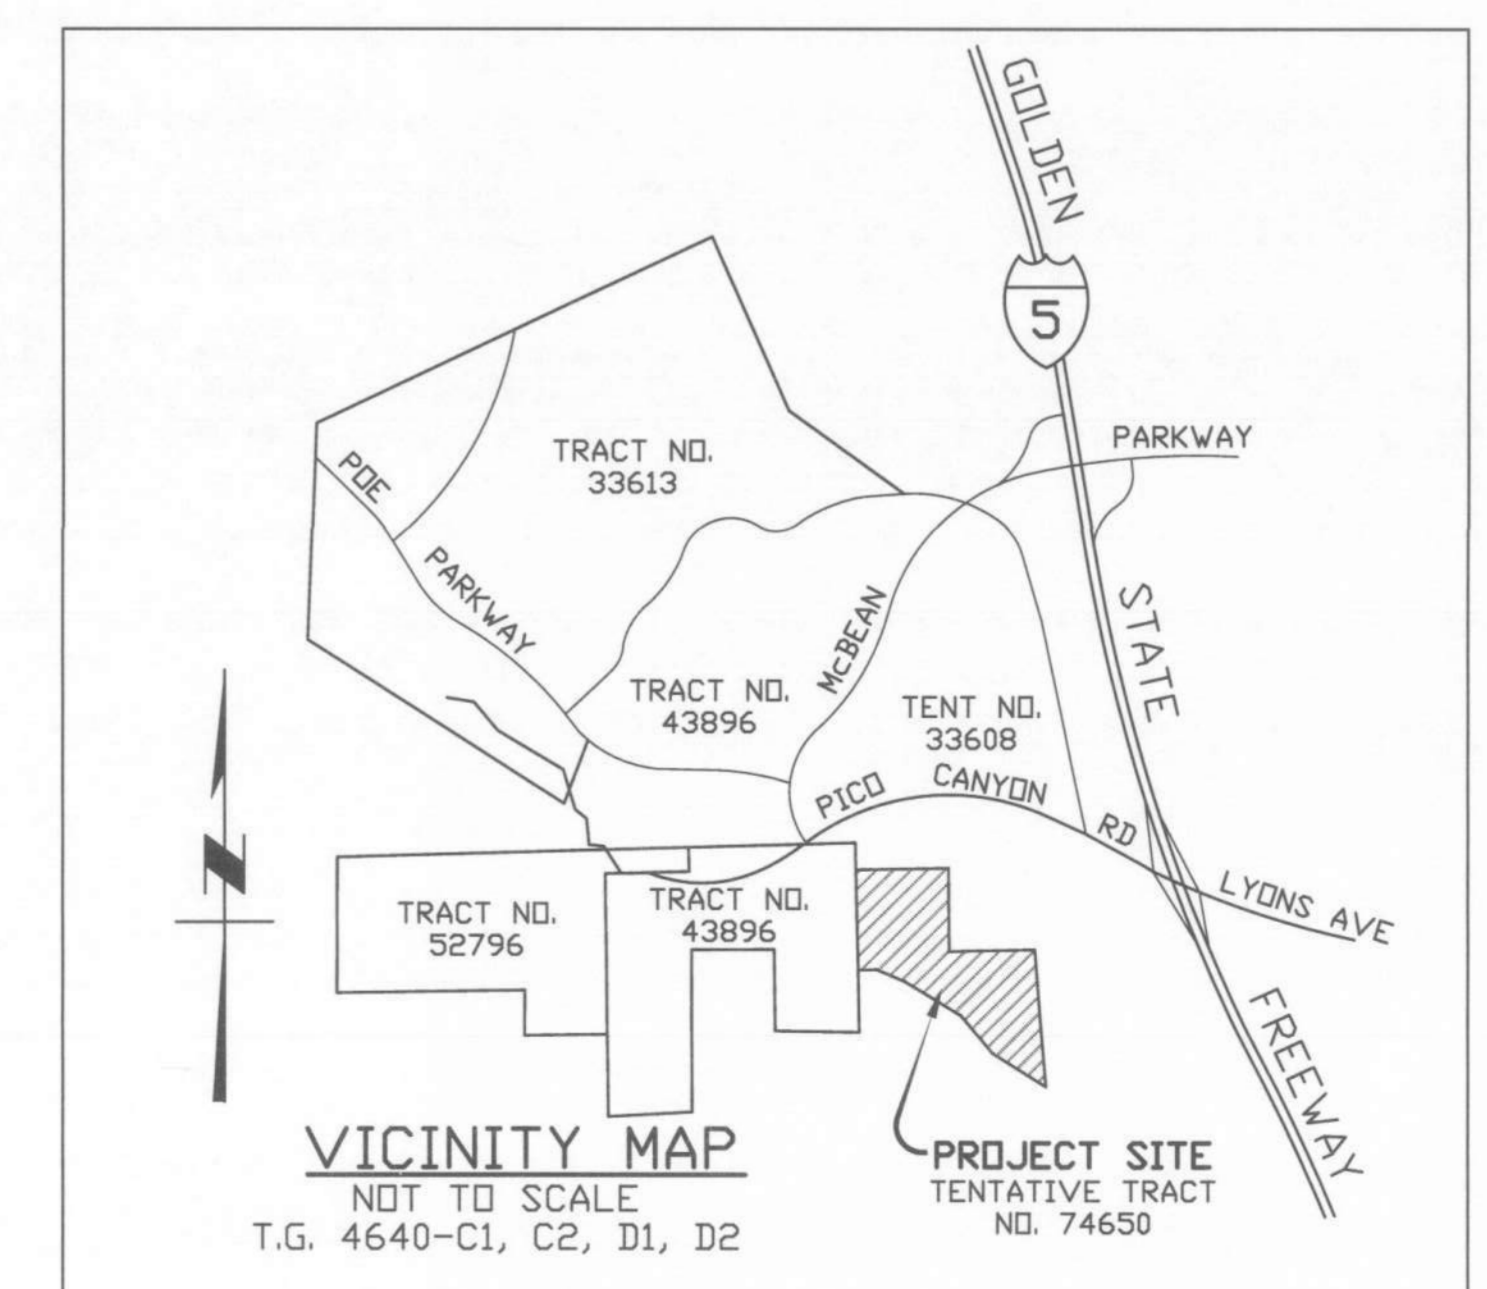 GOLDEN
5
PARKWAY
TRACT NO.
33613
POE
PARKWAY
STATE
McBEAN
TRACT NO.
43896
TENT NO.
33608
PICO CANYON RD
LYONS AVE
N
TRACT NO.
52796
TRACT NO.
43896
FREEWAY
VICINITY MAP
NOT TO SCALE
T.G. 4640-C1, C2, D1, D2
PROJECT SITE
TENTATIVE TRACT
NO. 74650